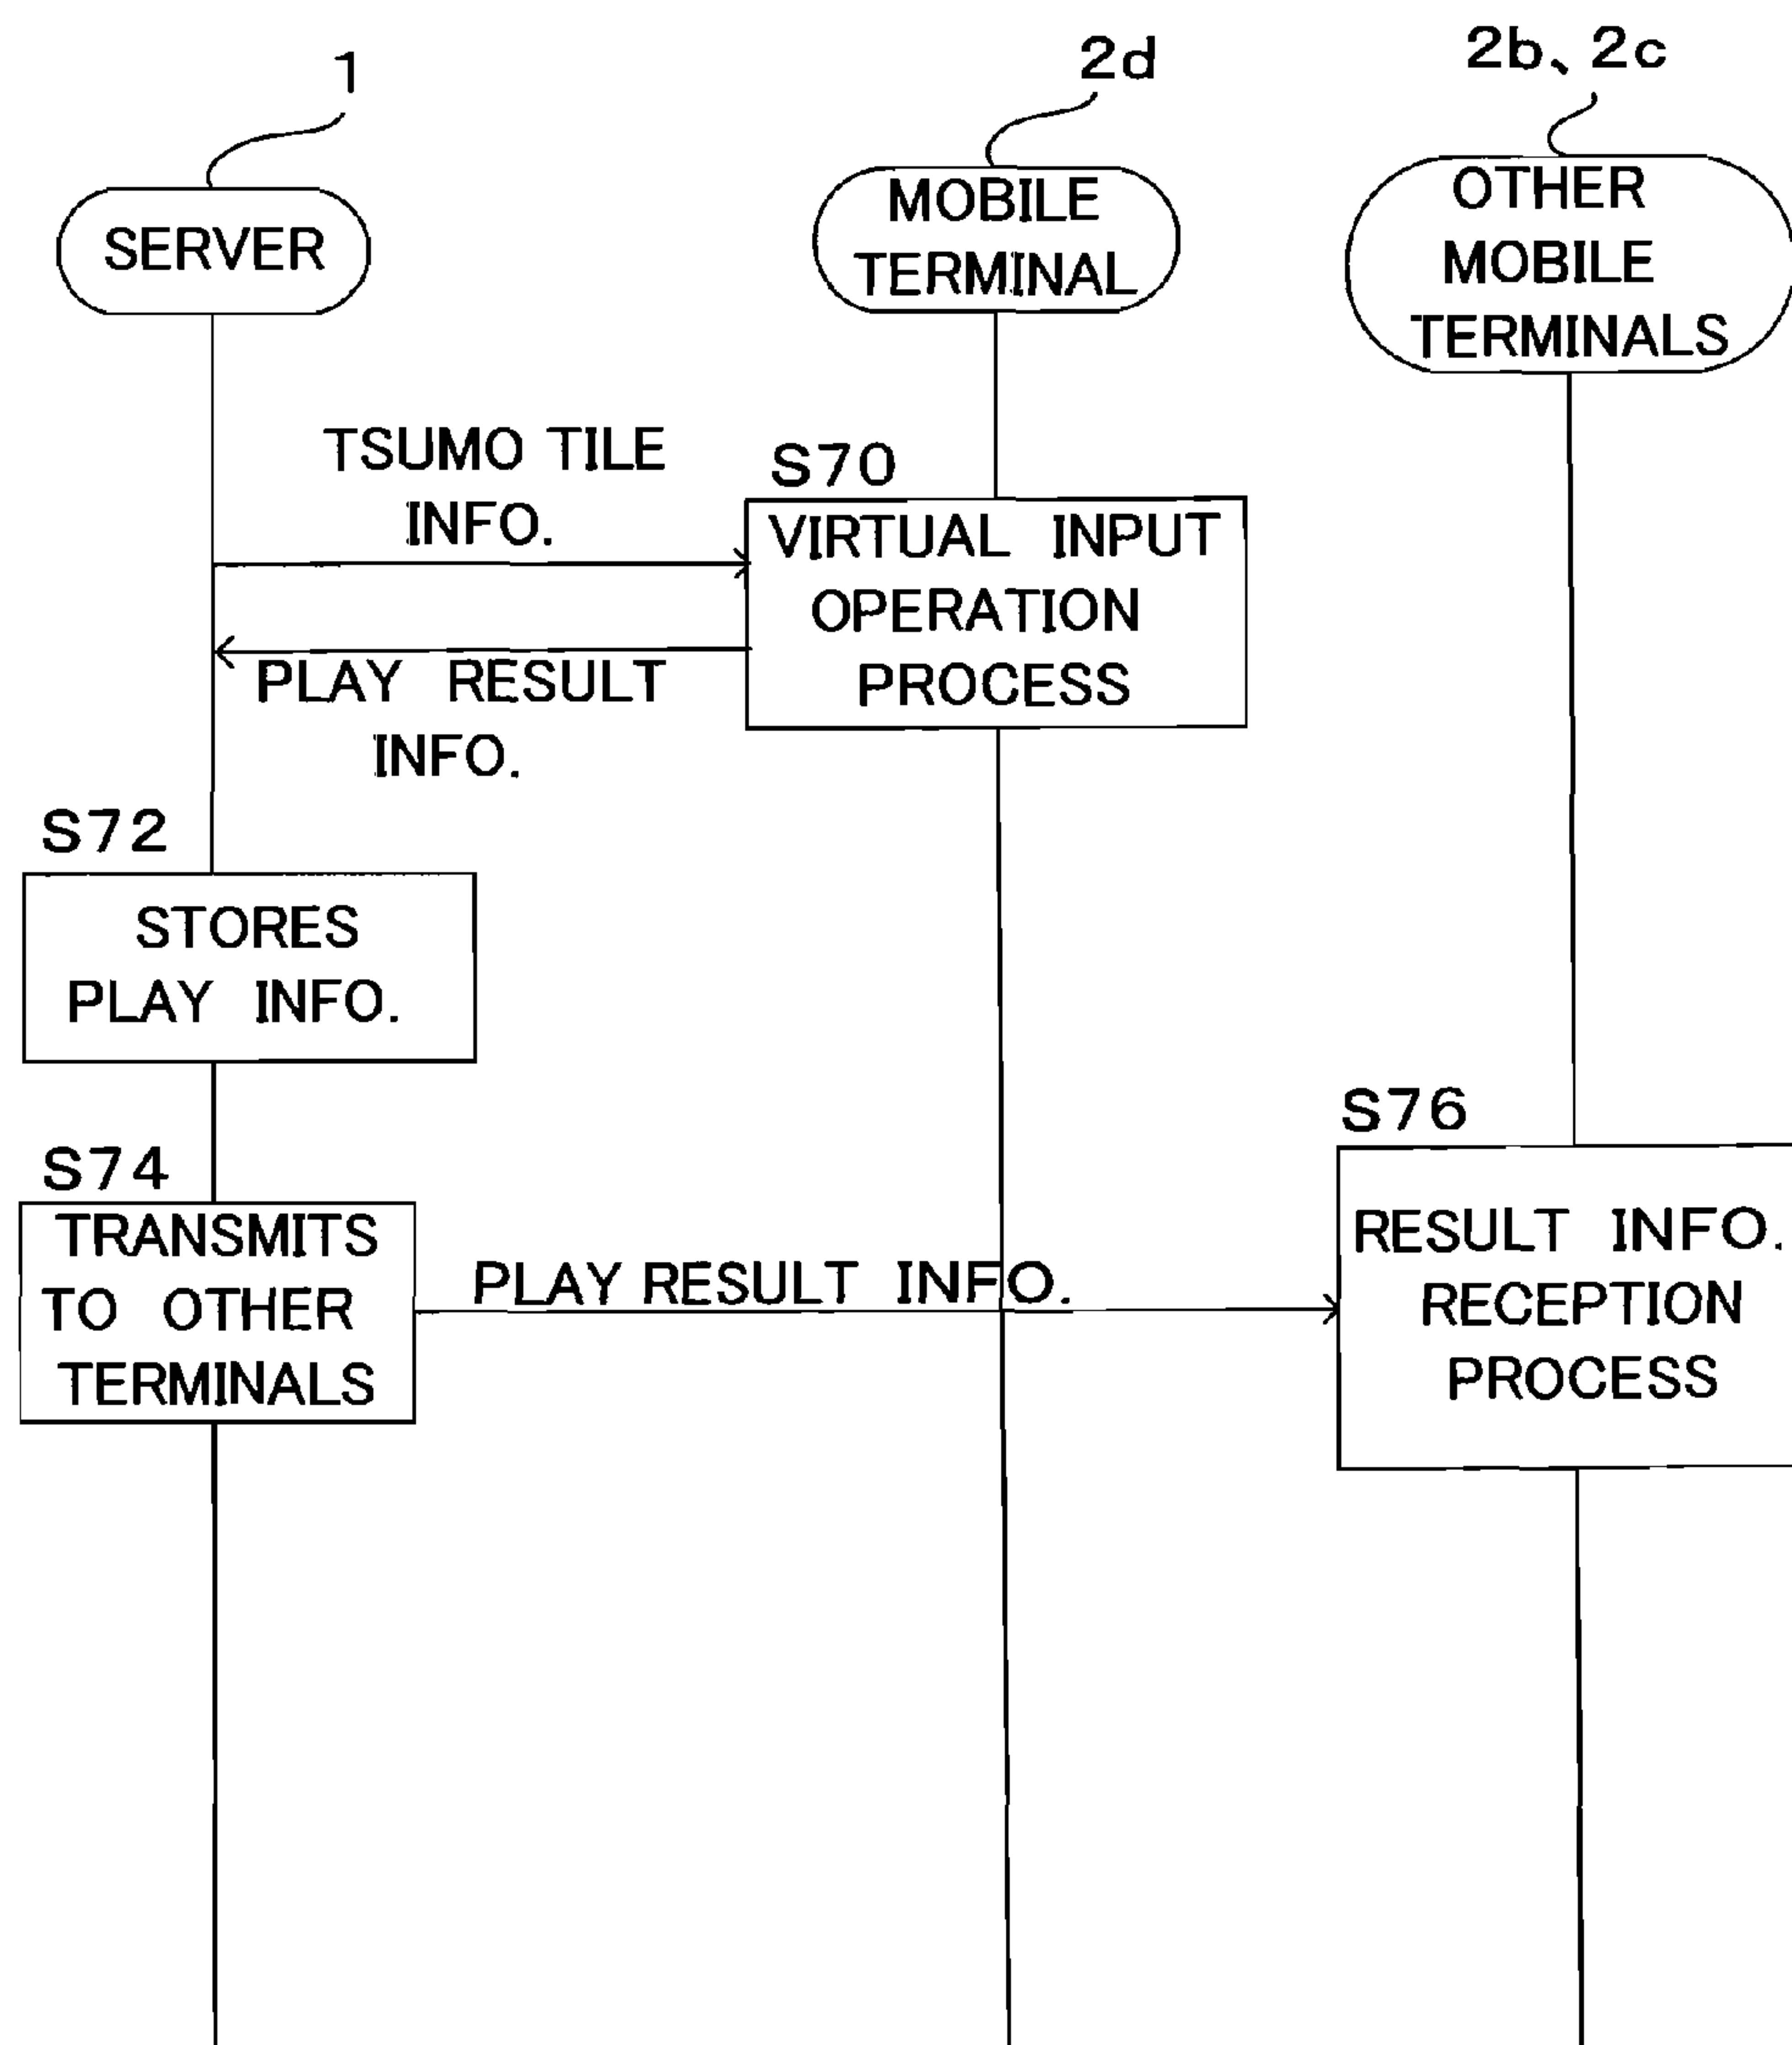 1
2d
2b、2c
SERVER
MOBILE
TERMINAL
OTHER
MOBILE
TERMINALS
TSUMO TILE
INFO.
S70
VIRTUAL INPUT
OPERATION
PROCESS
PLAY RESULT
INFO.
S72
STORES
PLAY INFO.
S74
TRANSMITS
TO OTHER
TERMINALS
PLAY RESULT INFO.
S76
RESULT INFO.
RECEPTION
PROCESS